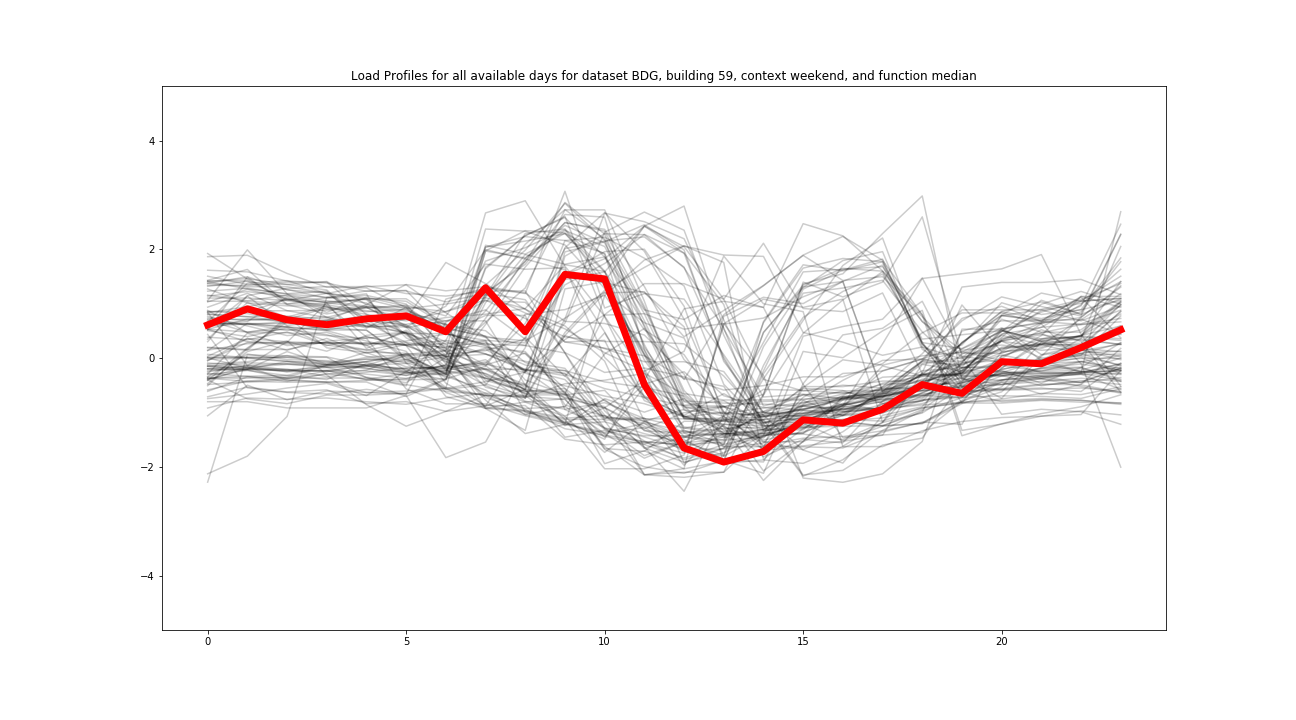 Load Profiles for all available days for dataset BDG, building 59, context weekend, and function median
4
2
0
−2
−4
0 5 10 15 20